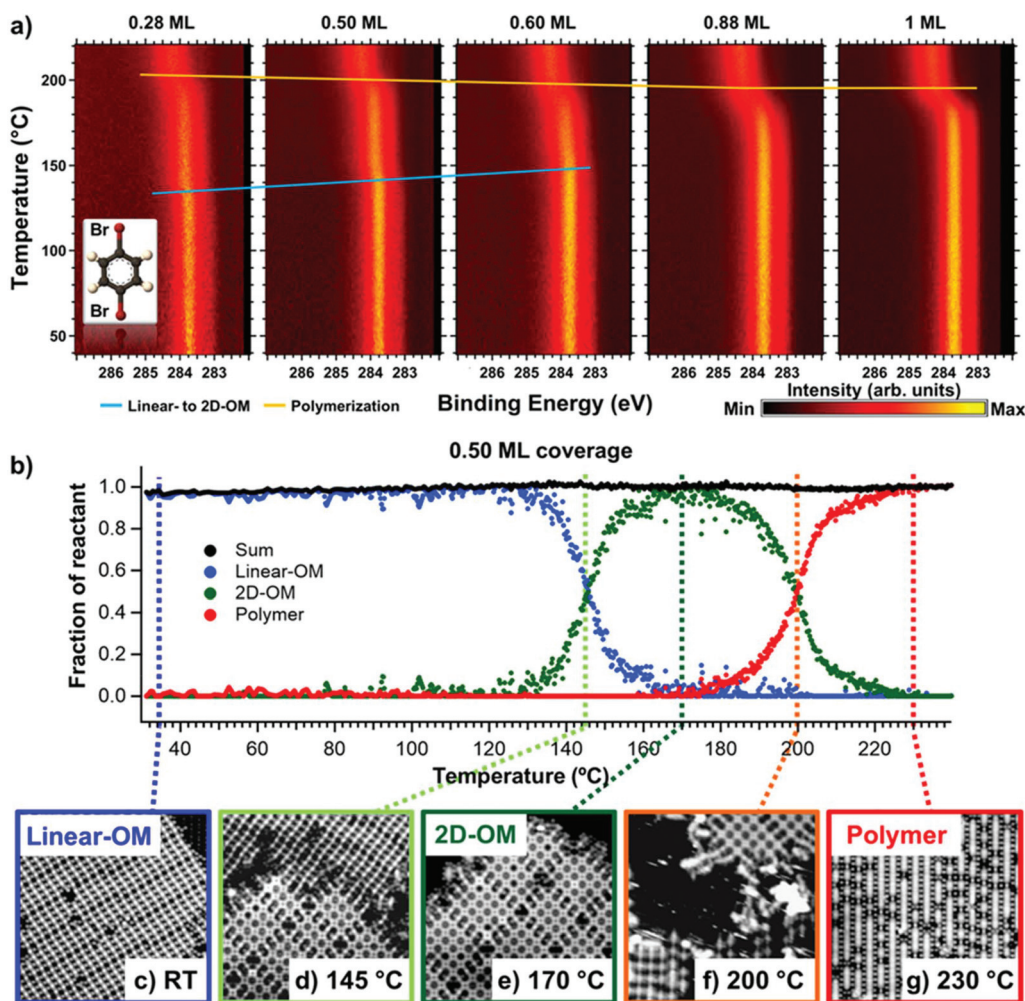 a)
0.28 ML 0.50 ML 0.60 ML 0.88 ML 1 ML
Temperature (°C)
200
150
100
50
Br
Br
286 285 284 283 286 285 284 283 286 285 284 283 286 285 284 283 286 285 284 283
Linear- to 2D-OM Polymerization
Binding Energy (eV)
Intensity (arb. units)
Min Max
b)
0.50 ML coverage
Fraction of reactant
1.0
0.8
0.6
0.4
0.2
0.0
Sum
Linear-OM
2D-OM
Polymer
40 60 80 100 120 140 160 180 200 220
Temperature (ºC)
Linear-OM 2D-OM Polymer
c) RT d) 145 °C e) 170 °C f) 200 °C g) 230 °C